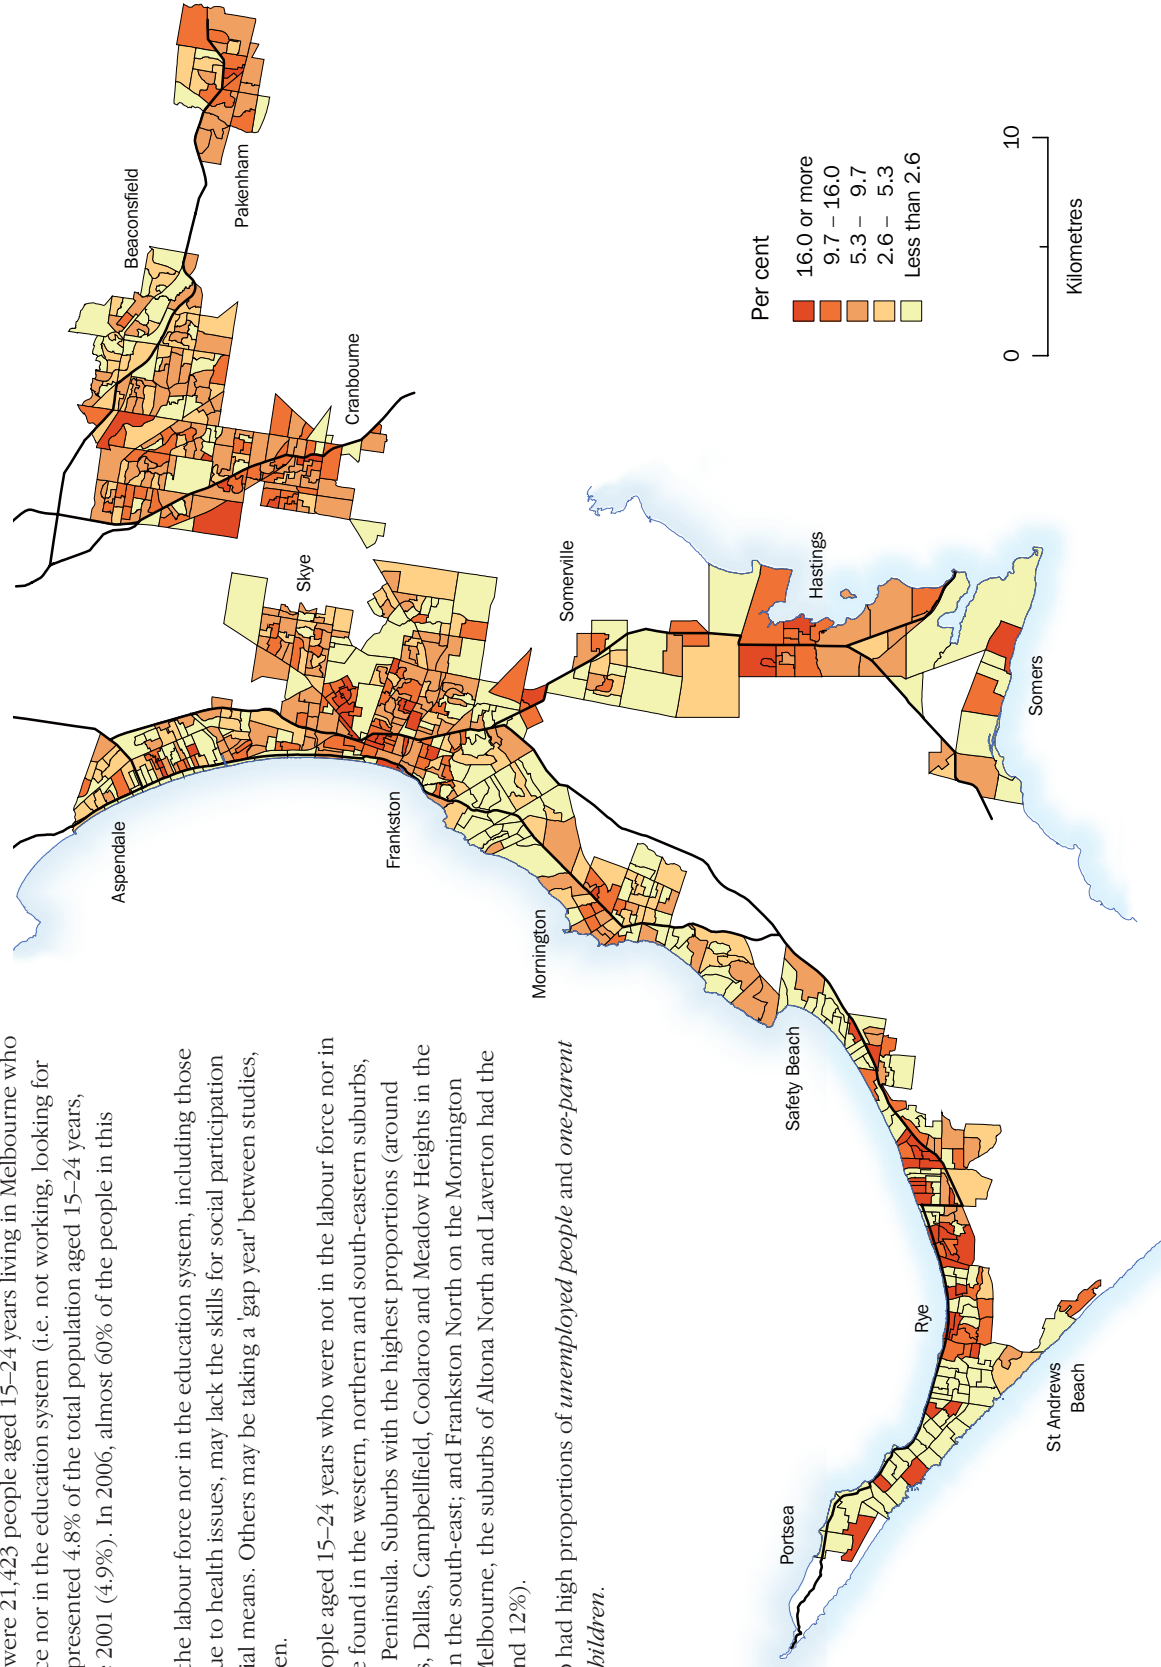 were 21,423 people aged 15–24 years living in Melbourne who
ce nor in the education system (i.e. not working, looking for
presented 4.8% of the total population aged 15–24 years,
2001 (4.9%). In 2006, almost 60% of the people in this
the labour force nor in the education system, including those
ue to health issues, may lack the skills for social participation
ial means. Others may be taking a 'gap year' between studies,
en.
ople aged 15–24 years who were not in the labour force nor in
e found in the western, northern and south-eastern suburbs,
Peninsula. Suburbs with the highest proportions (around
s, Dallas, Campbellfield, Coolaroo and Meadow Heights in the
n the south-east; and Frankston North on the Mornington
Melbourne, the suburbs of Altona North and Laverton had the
nd 12%).
had high proportions of unemployed people and one-parent
hildren.
Beaconsfield
Pakenham
Cranbourne
Skye
Somerville
Hastings
Somers
Aspendale
Frankston
Mornington
Safety Beach
Rye
St Andrews
Beach
Portsea
Per cent
16.0 or more
9.7 – 16.0
5.3 – 9.7
2.6 – 5.3
Less than 2.6
0 10
Kilometres